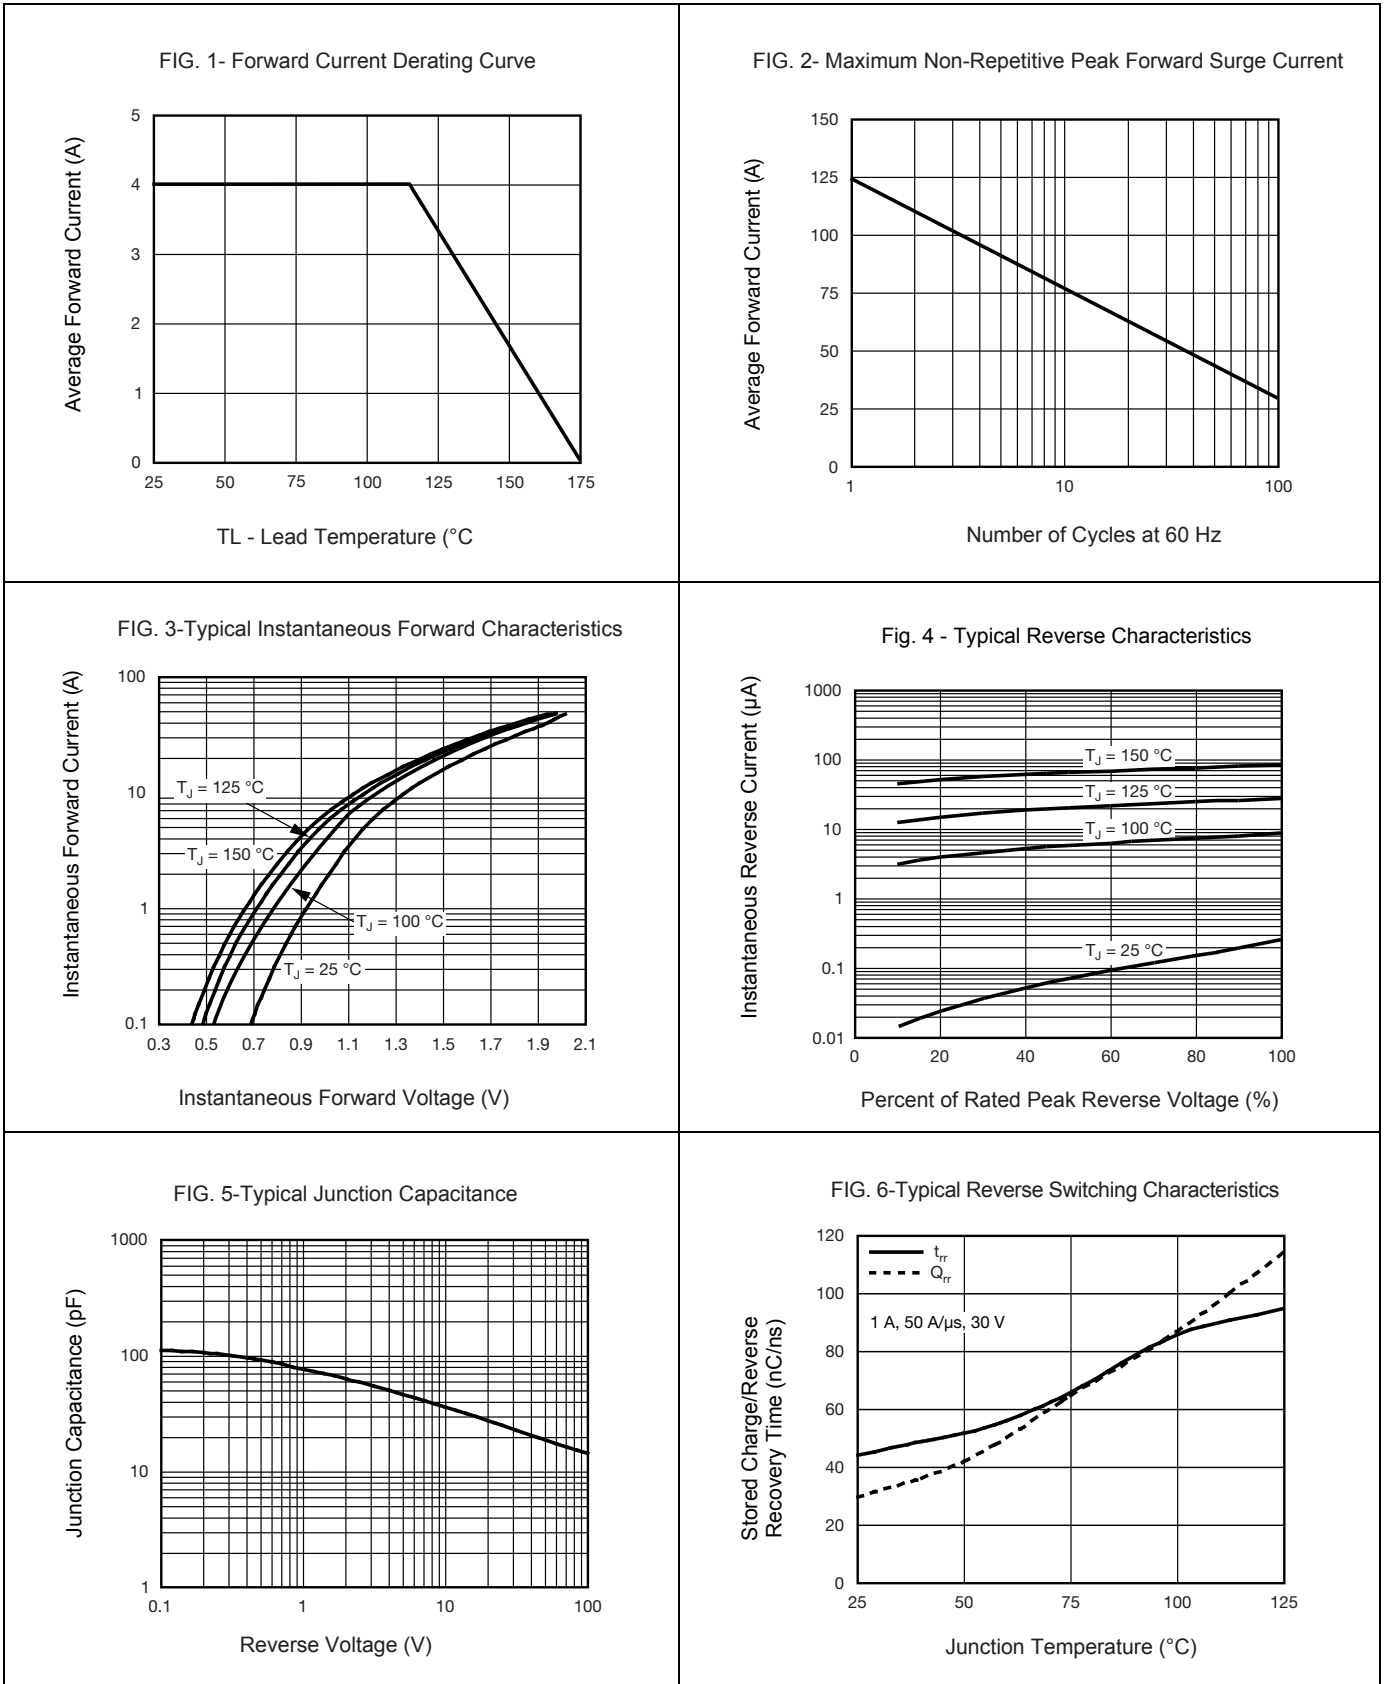 FIG. 1- Forward Current Derating Curve
Average Forward Current (A)
5
4
3
2
1
0
25 50 75 100 125 150 175
TL - Lead Temperature (°C
FIG. 2- Maximum Non-Repetitive Peak Forward Surge Current
Average Forward Current (A)
150
125
100
75
50
25
0
1 10 100
Number of Cycles at 60 Hz
FIG. 3-Typical Instantaneous Forward Characteristics
Instantaneous Forward Current (A)
100
10
1
0.1
TJ = 125 °C
TJ = 150 °C
TJ = 100 °C
TJ = 25 °C
0.3 0.5 0.7 0.9 1.1 1.3 1.5 1.7 1.9 2.1
Instantaneous Forward Voltage (V)
Fig. 4 - Typical Reverse Characteristics
Instantaneous Reverse Current (µA)
1000
100
10
1
0.1
0.01
TJ = 150 °C
TJ = 125 °C
TJ = 100 °C
TJ = 25 °C
0 20 40 60 80 100
Percent of Rated Peak Reverse Voltage (%)
FIG. 5-Typical Junction Capacitance
Junction Capacitance (pF)
1000
100
10
1
0.1 1 10 100
Reverse Voltage (V)
FIG. 6-Typical Reverse Switching Characteristics
Stored Charge/Reverse
Recovery Time (nC/ns)
120
100
80
60
40
20
0
trr
Qrr
1 A, 50 A/µs, 30 V
25 50 75 100 125
Junction Temperature (°C)